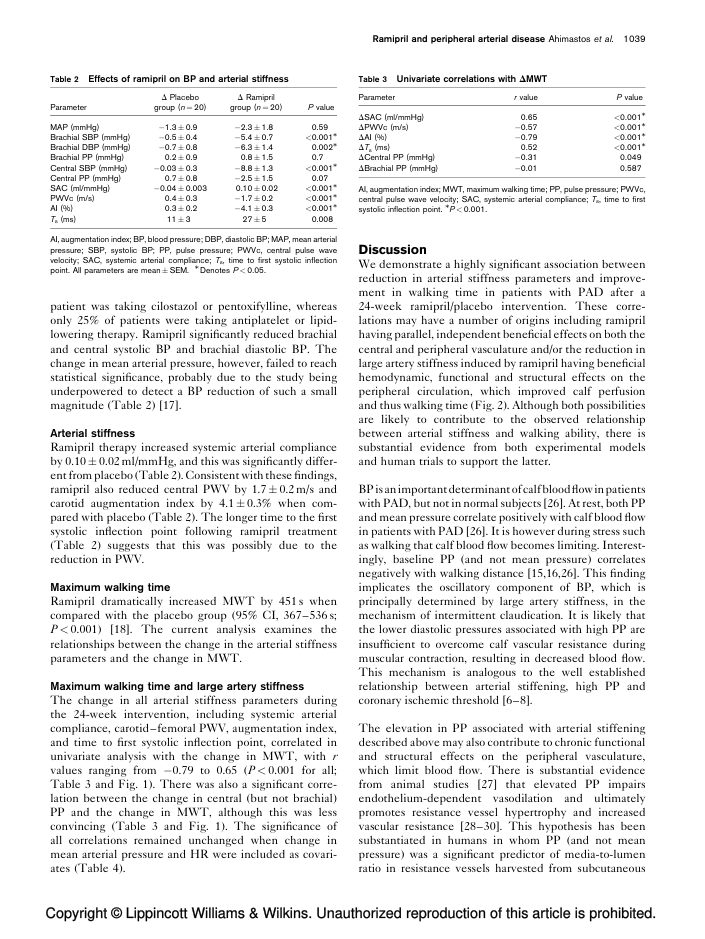 Ramipril and peripheral arterial disease Ahimastos et al. 1039
Table 2 Effects of ramipril on BP and arterial stiffness
Parameter Δ Placebo group (n = 20) Δ Ramipril group (n = 20) P value
MAP (mmHg) −1.3 ± 0.9 −2.3 ± 1.8 0.59
Brachial SBP (mmHg) −0.5 ± 0.4 −5.4 ± 0.7 <0.001*
Brachial DBP (mmHg) −0.7 ± 0.8 −6.3 ± 1.4 0.002*
Brachial PP (mmHg) 0.2 ± 0.9 0.8 ± 1.5 0.7
Central SBP (mmHg) −0.03 ± 0.3 −8.8 ± 1.3 <0.001*
Central PP (mmHg) 0.7 ± 0.8 −2.5 ± 1.5 0.07
SAC (ml/mmHg) −0.04 ± 0.003 0.10 ± 0.02 <0.001*
PWVc (m/s) 0.4 ± 0.3 −1.7 ± 0.2 <0.001*
AI (%) 0.3 ± 0.2 −4.1 ± 0.3 <0.001*
Ts (ms) 11 ± 3 27 ± 5 0.008
AI, augmentation index; BP, blood pressure; DBP, diastolic BP; MAP, mean arterial
pressure; SBP, systolic BP; PP, pulse pressure; PWVc, central pulse wave
velocity; SAC, systemic arterial compliance; Ts, time to first systolic inflection
point. All parameters are mean ± SEM. *Denotes P < 0.05.
patient was taking cilostazol or pentoxifylline, whereas
only 25% of patients were taking antiplatelet or lipid-
lowering therapy. Ramipril significantly reduced brachial
and central systolic BP and brachial diastolic BP. The
change in mean arterial pressure, however, failed to reach
statistical significance, probably due to the study being
underpowered to detect a BP reduction of such a small
magnitude (Table 2) [17].
Arterial stiffness
Ramipril therapy increased systemic arterial compliance
by 0.10 ± 0.02 ml/mmHg, and this was significantly differ-
ent from placebo (Table 2). Consistent with these findings,
ramipril also reduced central PWV by 1.7 ± 0.2 m/s and
carotid augmentation index by 4.1 ± 0.3% when com-
pared with placebo (Table 2). The longer time to the first
systolic inflection point following ramipril treatment
(Table 2) suggests that this was possibly due to the
reduction in PWV.
Maximum walking time
Ramipril dramatically increased MWT by 451 s when
compared with the placebo group (95% CI, 367–536 s;
P < 0.001) [18]. The current analysis examines the
relationships between the change in the arterial stiffness
parameters and the change in MWT.
Maximum walking time and large artery stiffness
The change in all arterial stiffness parameters during
the 24-week intervention, including systemic arterial
compliance, carotid–femoral PWV, augmentation index,
and time to first systolic inflection point, correlated in
univariate analysis with the change in MWT, with r
values ranging from −0.79 to 0.65 (P < 0.001 for all;
Table 3 and Fig. 1). There was also a significant corre-
lation between the change in central (but not brachial)
PP and the change in MWT, although this was less
convincing (Table 3 and Fig. 1). The significance of
all correlations remained unchanged when change in
mean arterial pressure and HR were included as covari-
ates (Table 4).
Table 3 Univariate correlations with ΔMWT
Parameter r value P value
ΔSAC (ml/mmHg) 0.65 <0.001*
ΔPWVc (m/s) −0.57 <0.001*
ΔAI (%) −0.79 <0.001*
ΔTs (ms) 0.52 <0.001*
ΔCentral PP (mmHg) −0.31 0.049
ΔBrachial PP (mmHg) −0.01 0.587
AI, augmentation index; MWT, maximum walking time; PP, pulse pressure; PWVc,
central pulse wave velocity; SAC, systemic arterial compliance; Ts, time to first
systolic inflection point. *P < 0.001.
Discussion
We demonstrate a highly significant association between
reduction in arterial stiffness parameters and improve-
ment in walking time in patients with PAD after a
24-week ramipril/placebo intervention. These corre-
lations may have a number of origins including ramipril
having parallel, independent beneficial effects on both the
central and peripheral vasculature and/or the reduction in
large artery stiffness induced by ramipril having beneficial
hemodynamic, functional and structural effects on the
peripheral circulation, which improved calf perfusion
and thus walking time (Fig. 2). Although both possibilities
are likely to contribute to the observed relationship
between arterial stiffness and walking ability, there is
substantial evidence from both experimental models
and human trials to support the latter.
BP is an important determinant of calf blood flow in patients
with PAD, but not in normal subjects [26]. At rest, both PP
and mean pressure correlate positively with calf blood flow
in patients with PAD [26]. It is however during stress such
as walking that calf blood flow becomes limiting. Interest-
ingly, baseline PP (and not mean pressure) correlates
negatively with walking distance [15,16,26]. This finding
implicates the oscillatory component of BP, which is
principally determined by large artery stiffness, in the
mechanism of intermittent claudication. It is likely that
the lower diastolic pressures associated with high PP are
insufficient to overcome calf vascular resistance during
muscular contraction, resulting in decreased blood flow.
This mechanism is analogous to the well established
relationship between arterial stiffening, high PP and
coronary ischemic threshold [6–8].
The elevation in PP associated with arterial stiffening
described above may also contribute to chronic functional
and structural effects on the peripheral vasculature,
which limit blood flow. There is substantial evidence
from animal studies [27] that elevated PP impairs
endothelium-dependent vasodilation and ultimately
promotes resistance vessel hypertrophy and increased
vascular resistance [28–30]. This hypothesis has been
substantiated in humans in whom PP (and not mean
pressure) was a significant predictor of media-to-lumen
ratio in resistance vessels harvested from subcutaneous
Copyright © Lippincott Williams & Wilkins. Unauthorized reproduction of this article is prohibited.